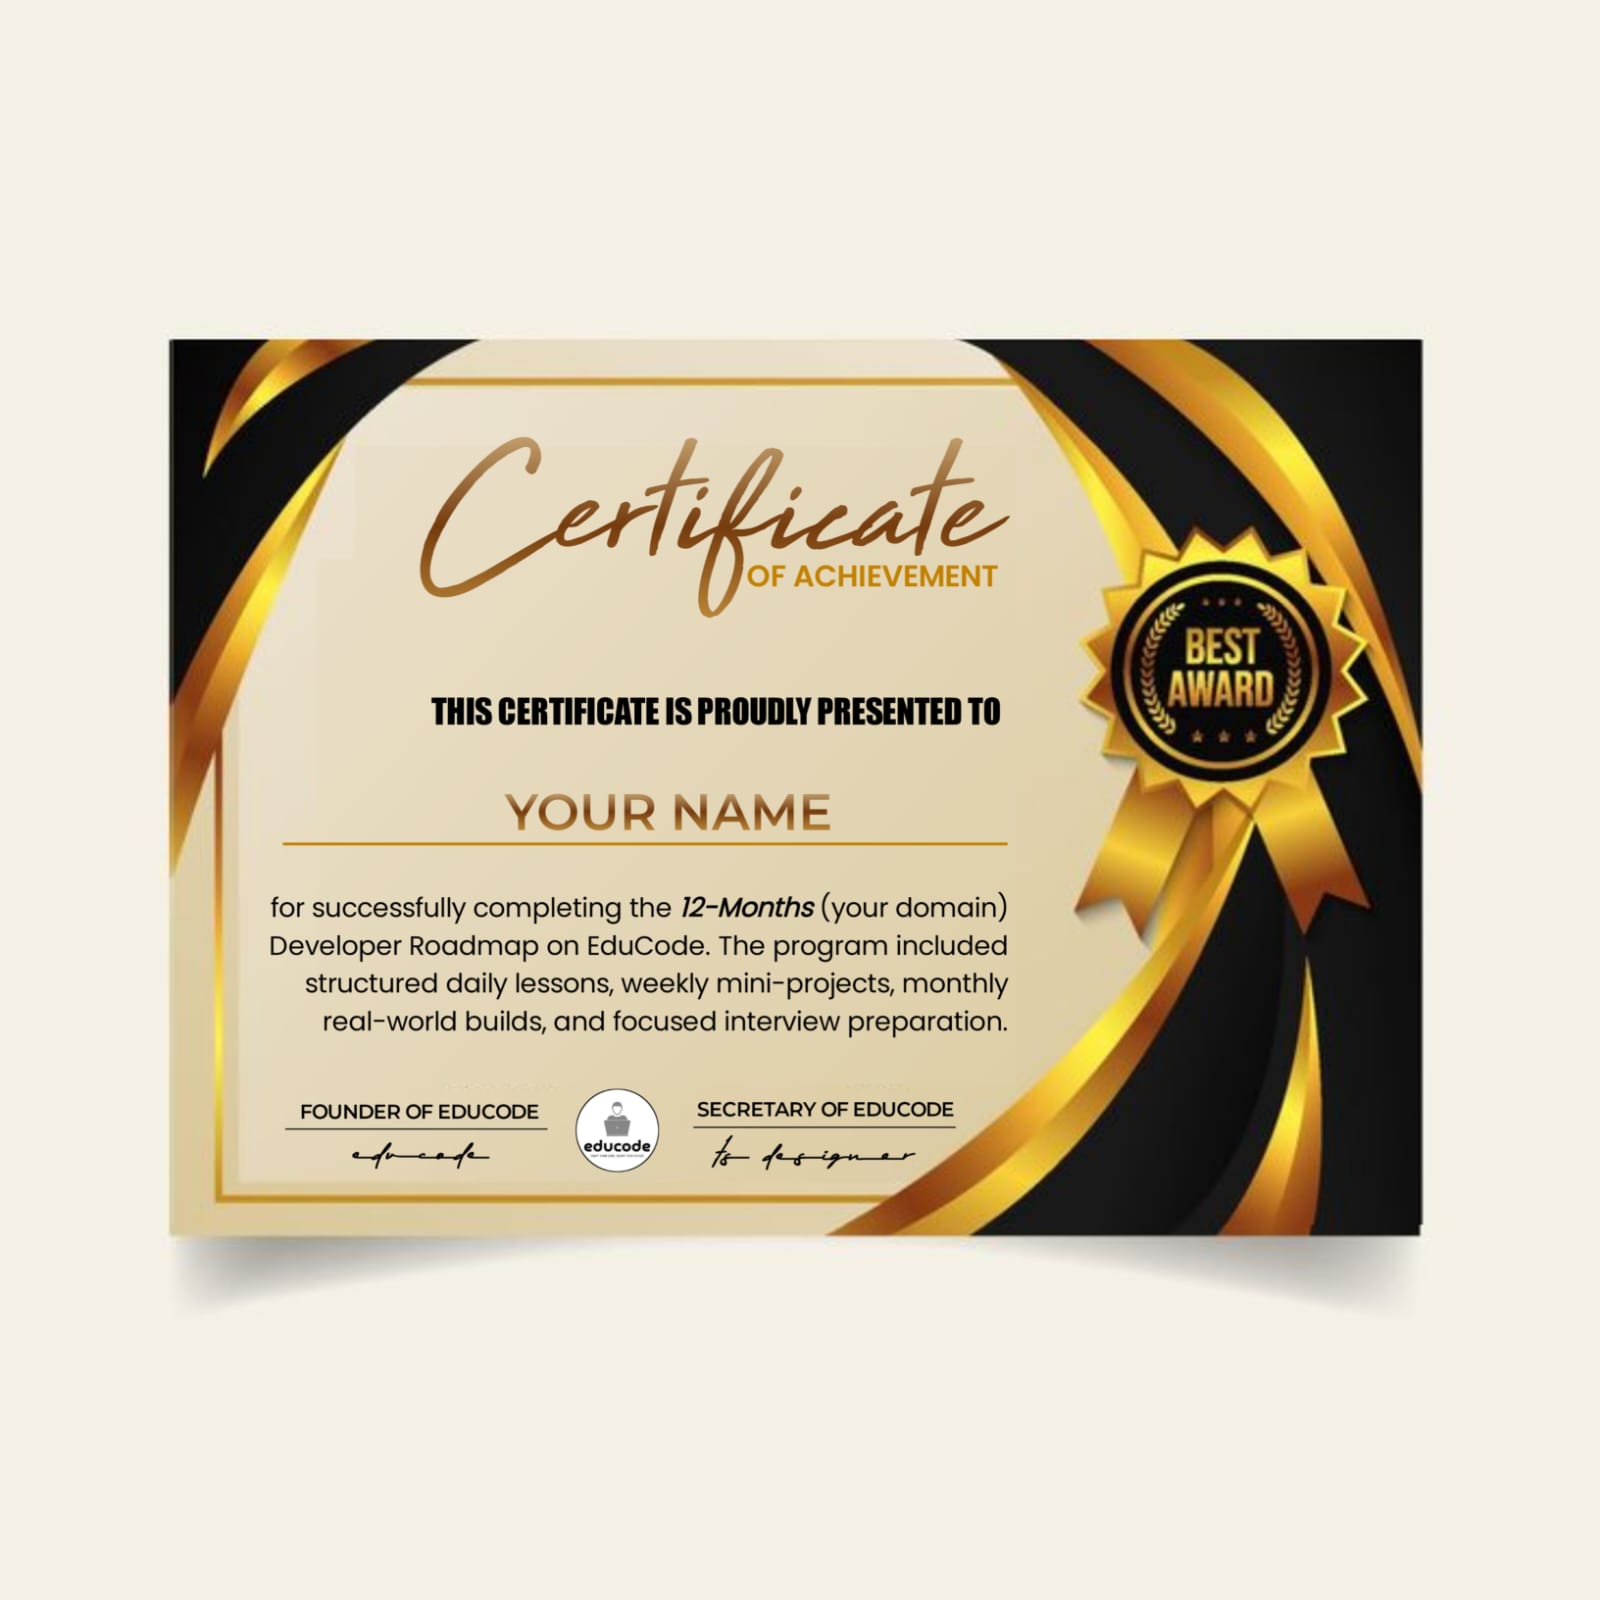 Certificate
OF ACHIEVEMENT
BEST
AWARD
THIS CERTIFICATE IS PROUDLY PRESENTED TO
YOUR NAME
for successfully completing the 12-Months (your domain)
Developer Roadmap on EduCode. The program included
structured daily lessons, weekly mini-projects, monthly
real-world builds, and focused interview preparation.
FOUNDER OF EDUCODE
educode
educode
SECRETARY OF EDUCODE
ts designer